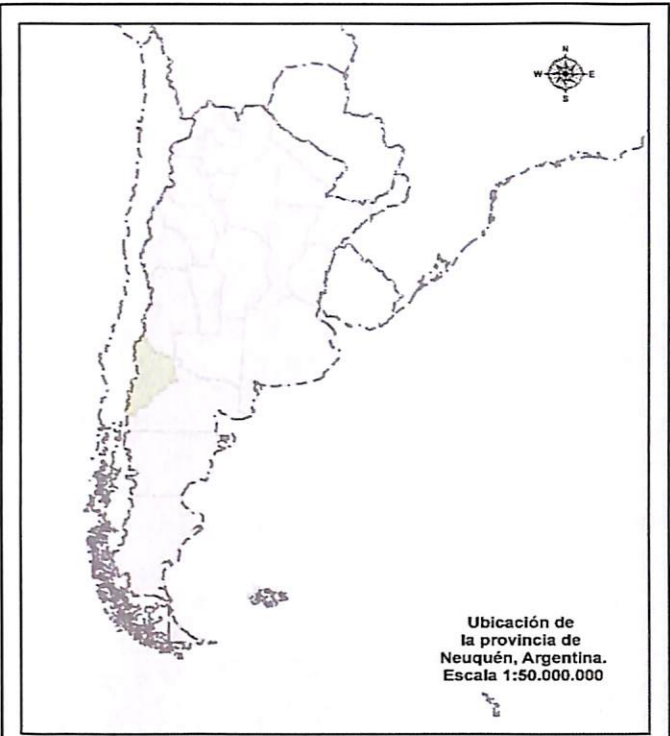 N
W E
S
Ubicación de
la provincia de
Neuquén, Argentina.
Escala 1:50.000.000